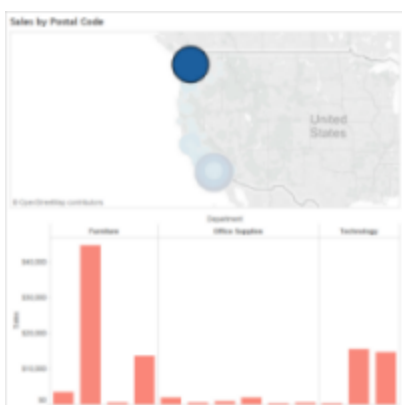 Sales by Postal Code
United
States
© OpenStreetMap contributors
Department
Furniture
Office Supplies
Technology
Sales
$40,000
$30,000
$20,000
$10,000
$0